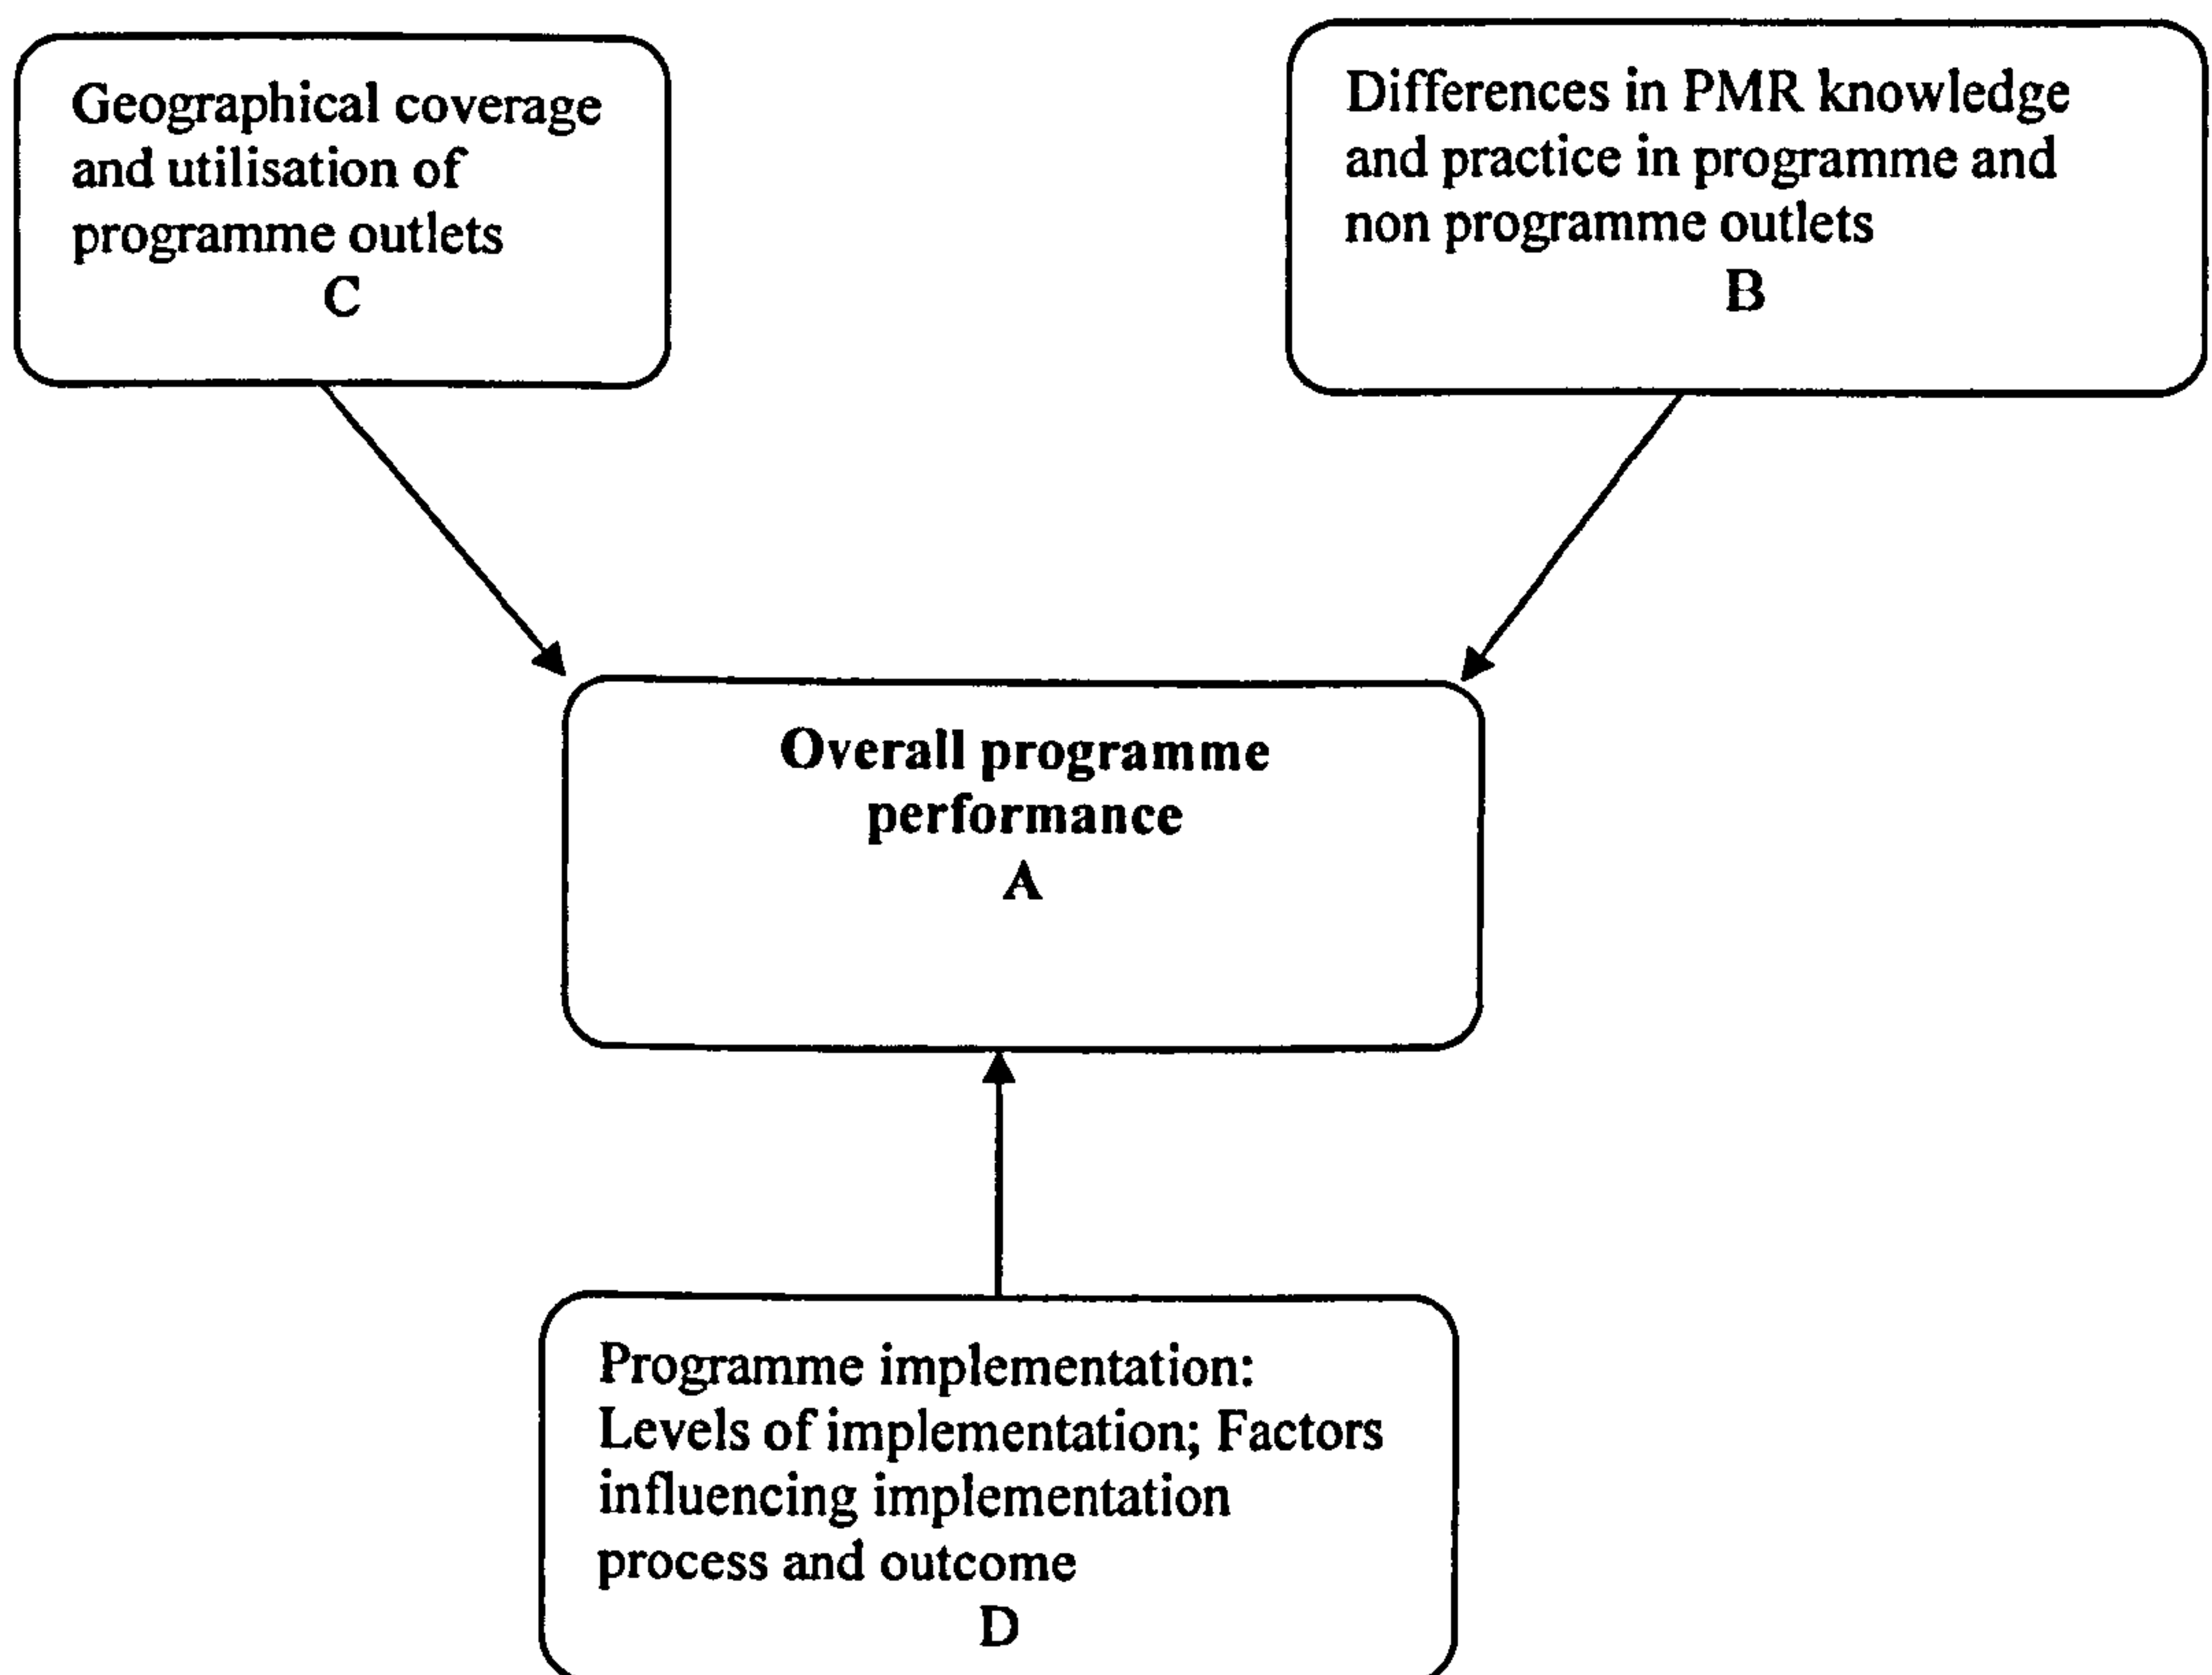 Geographical coverage
and utilisation of
programme outlets
C
Differences in PMR knowledge
and practice in programme and
non programme outlets
B
Overall programme
performance
A
Programme implementation:
Levels of implementation; Factors
influencing implementation
process and outcome
D